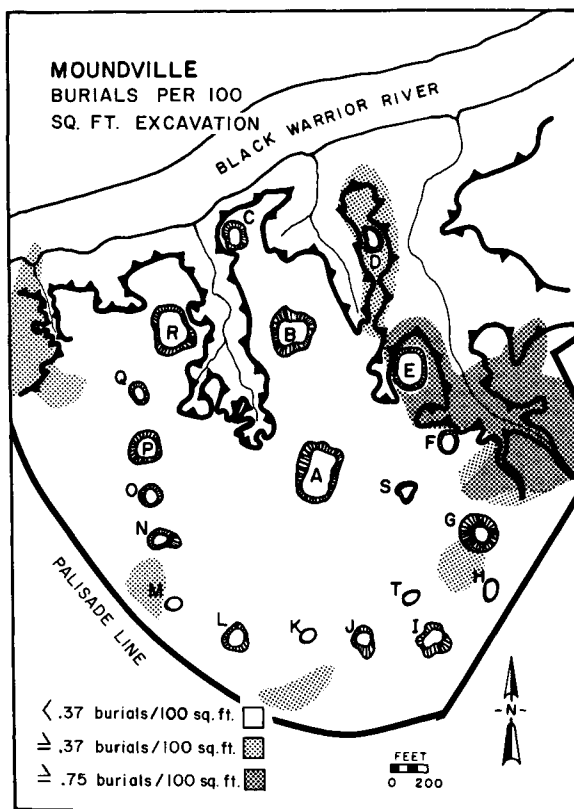 MOUNDVILLE
BURIALS PER 100
SQ. FT. EXCAVATION
BLACK WARRIOR RIVER
C
D
R
B
E
Q
F
P
A
O
S
N
G
M
T
H
L
K
J
I
PALISADE LINE
< .37 burials/100 sq. ft.
≥ .37 burials/100 sq. ft.
≥ .75 burials/100 sq. ft.
-N-
FEET
0 200